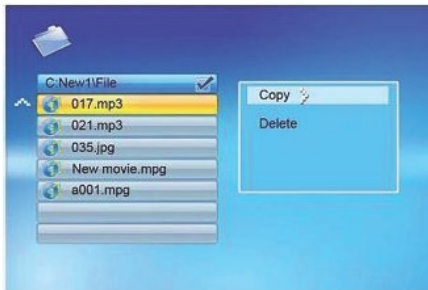 C:New1\File
017.mp3
021.mp3
035.jpg
New movie.mpg
a001.mpg
Copy
Delete